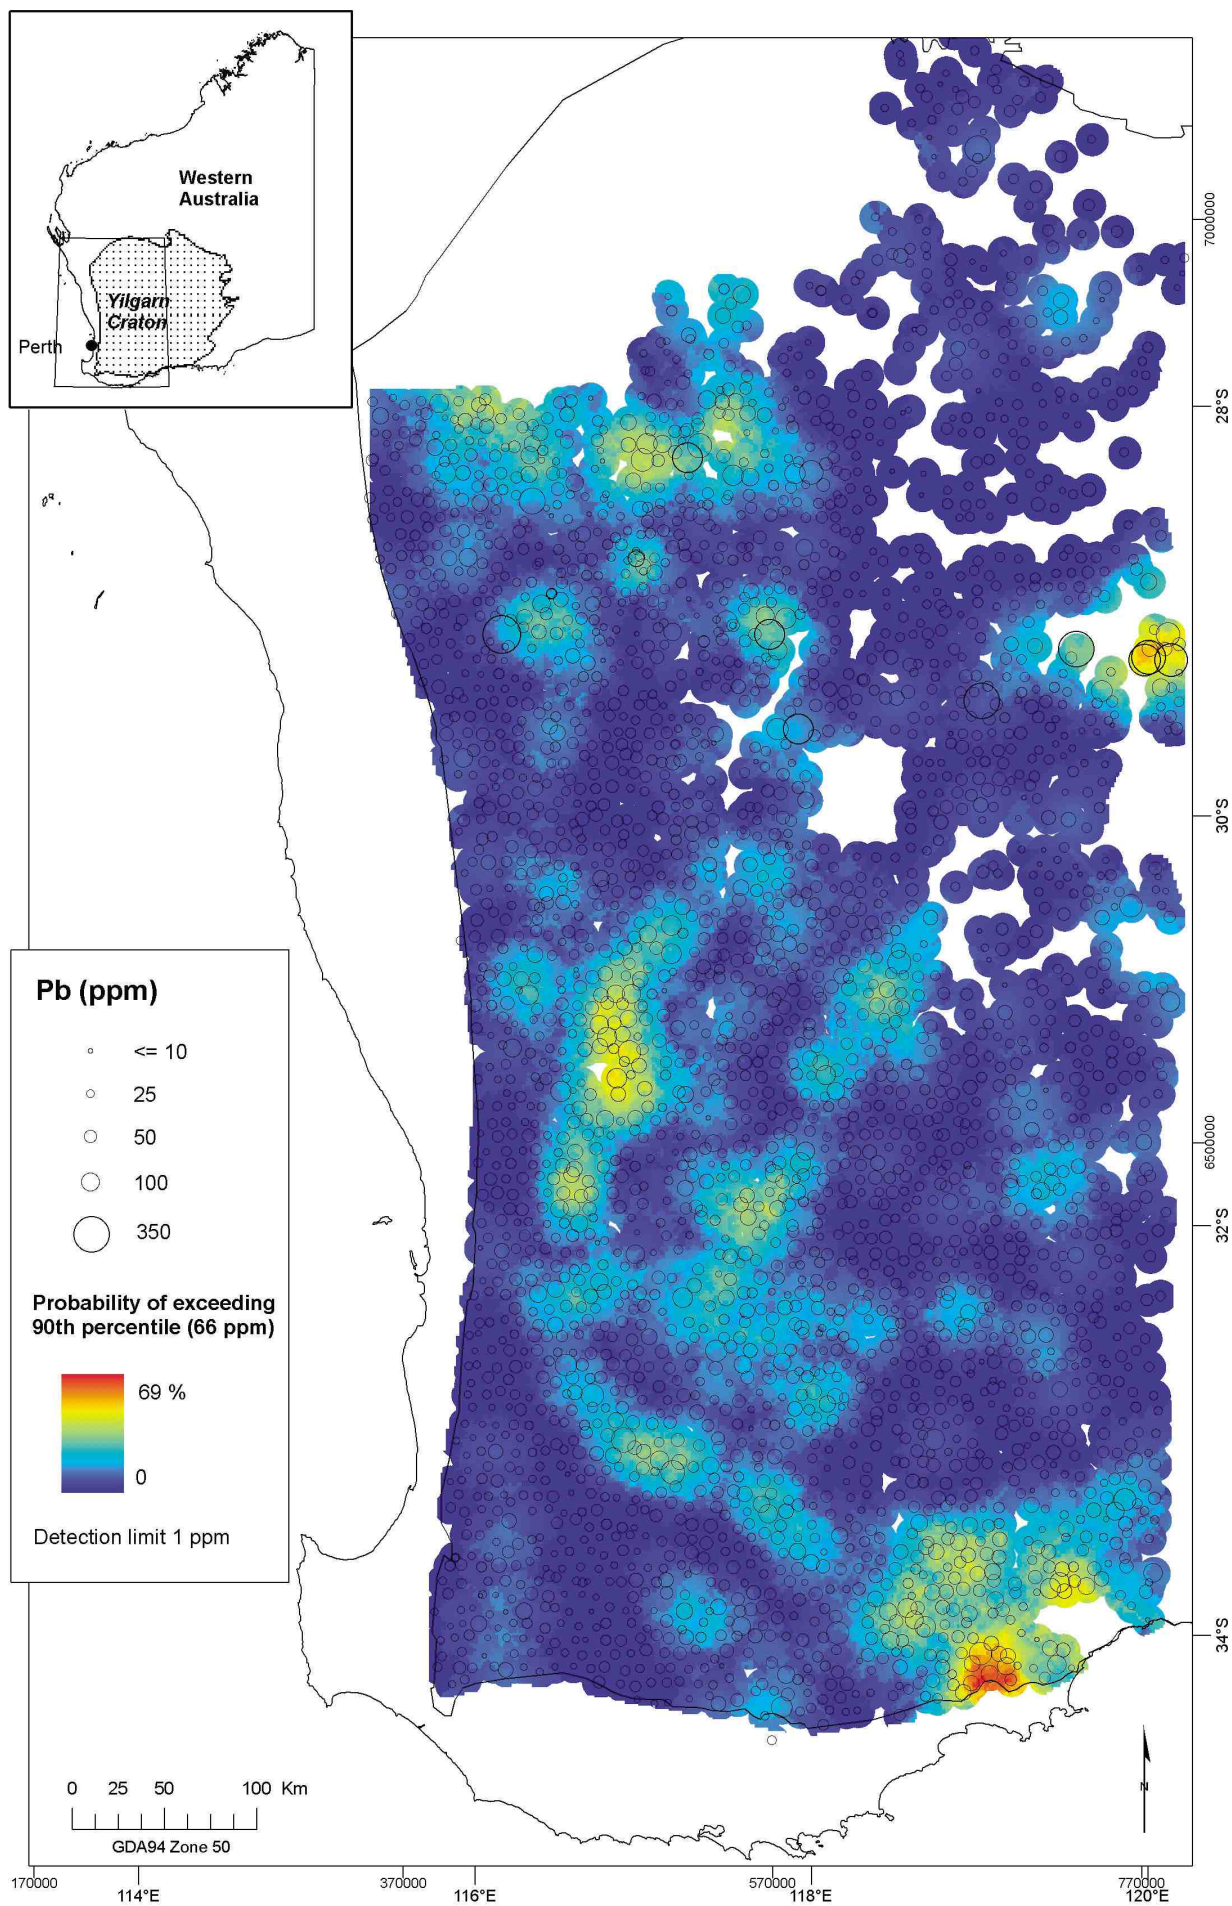 Western
Australia
Yilgarn
Craton
Perth
7000000
28°S
30°S
6500000
32°S
34°S
Pb (ppm)
<= 10
25
50
100
350
Probability of exceeding
90th percentile (66 ppm)
69 %
0
Detection limit 1 ppm
0 25 50 100 Km
GDA94 Zone 50
N
170000 370000 570000 770000
114°E 116°E 118°E 120°E